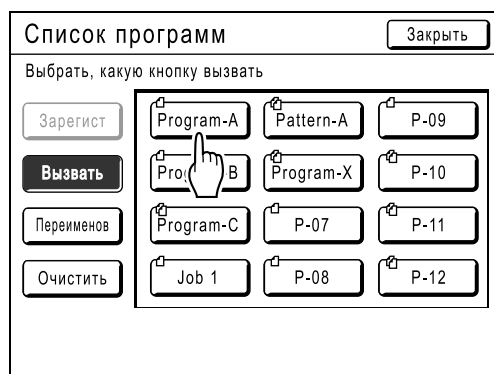 Список программ Закрыть
Выбрать, какую кнопку вызвать
Зарегист Program-A Pattern-A P-09
Вызвать Prog B Program-X P-10
Переименов Program-C P-07 P-11
Очистить Job 1 P-08 P-12